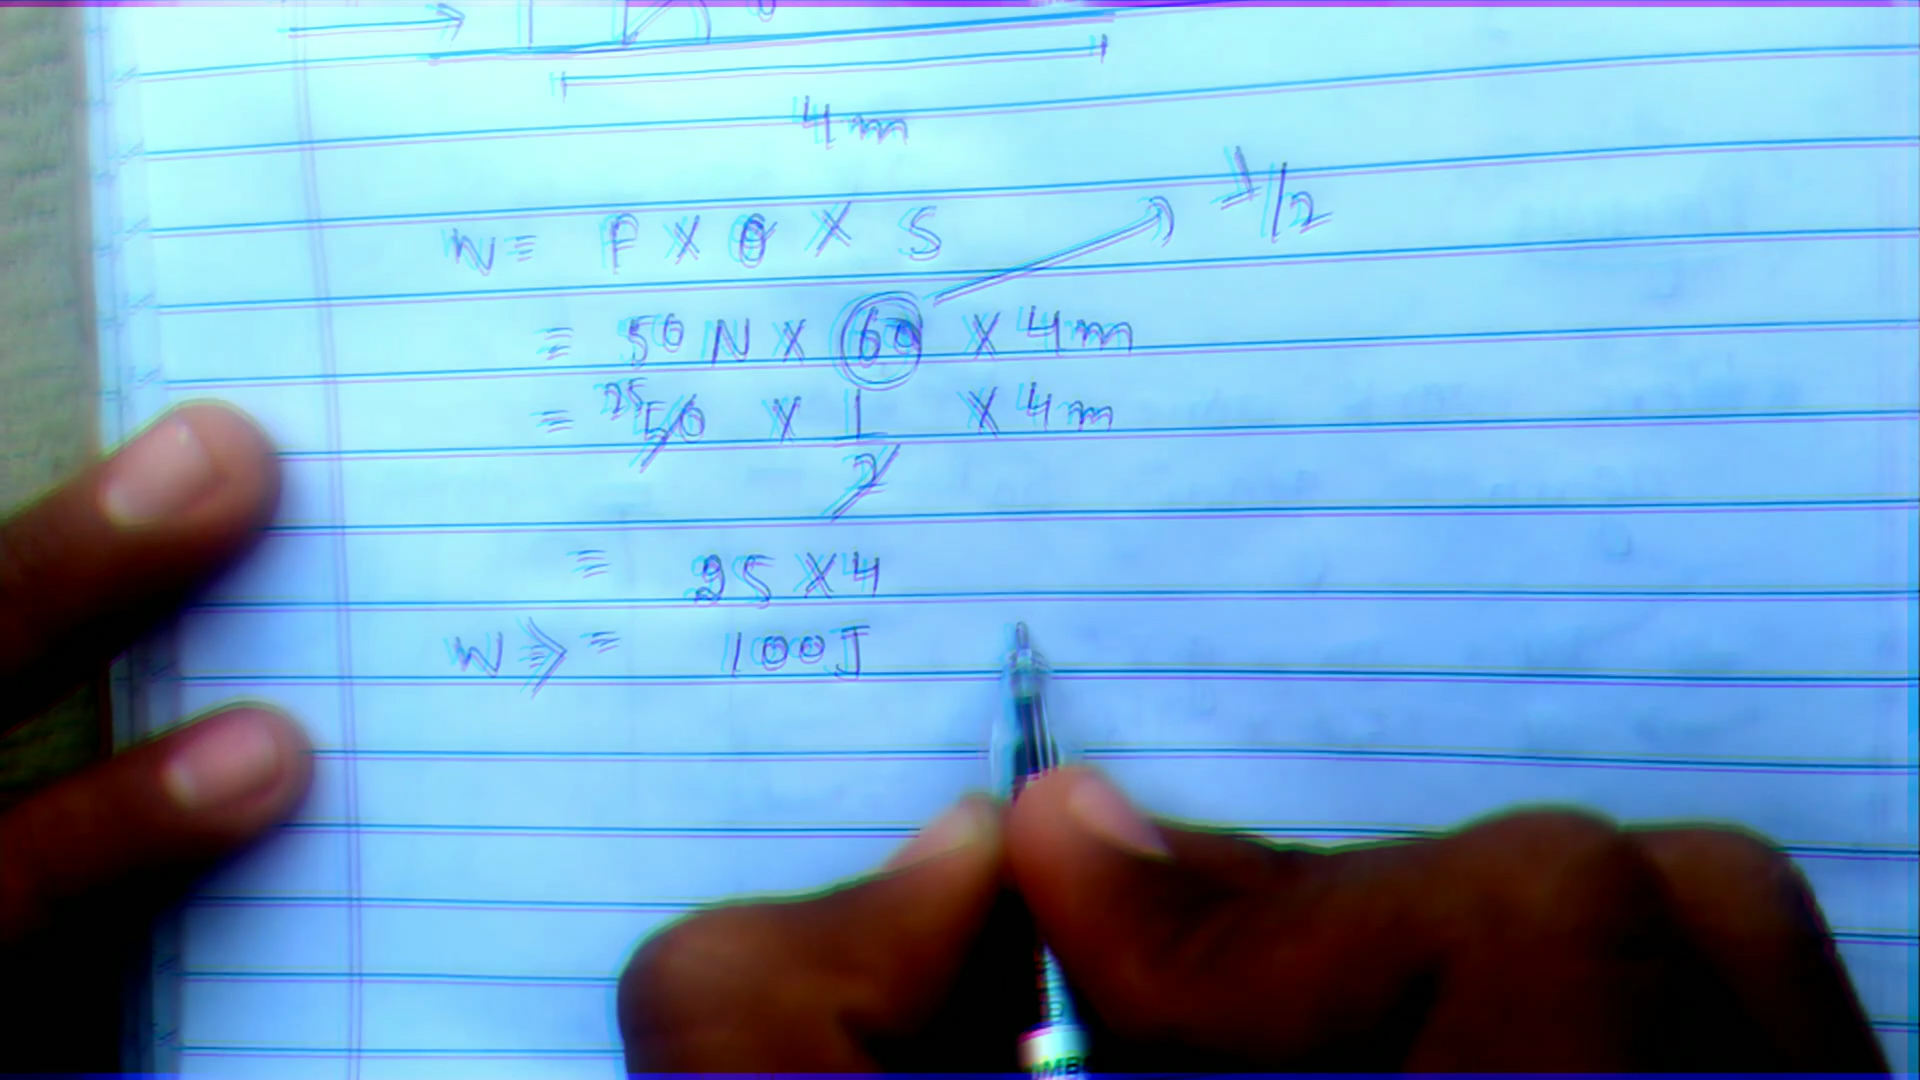 4m
W = F X θ X S
1/2
= 50 N X 60 X 4m
= 25 50 X 1/2 X 4m
= 25 X 4
W ⇒ = 100J